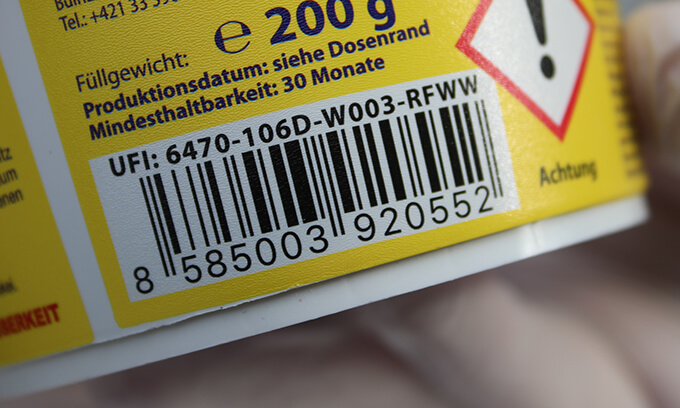 Tel.: +421 33 5
℮ 200 g
Füllgewicht:
Produktionsdatum: siehe Dosenrand
Mindesthaltbarkeit: 30 Monate
UFI: 6470-106D-W003-RFWW
8 585003 920552
Achtung